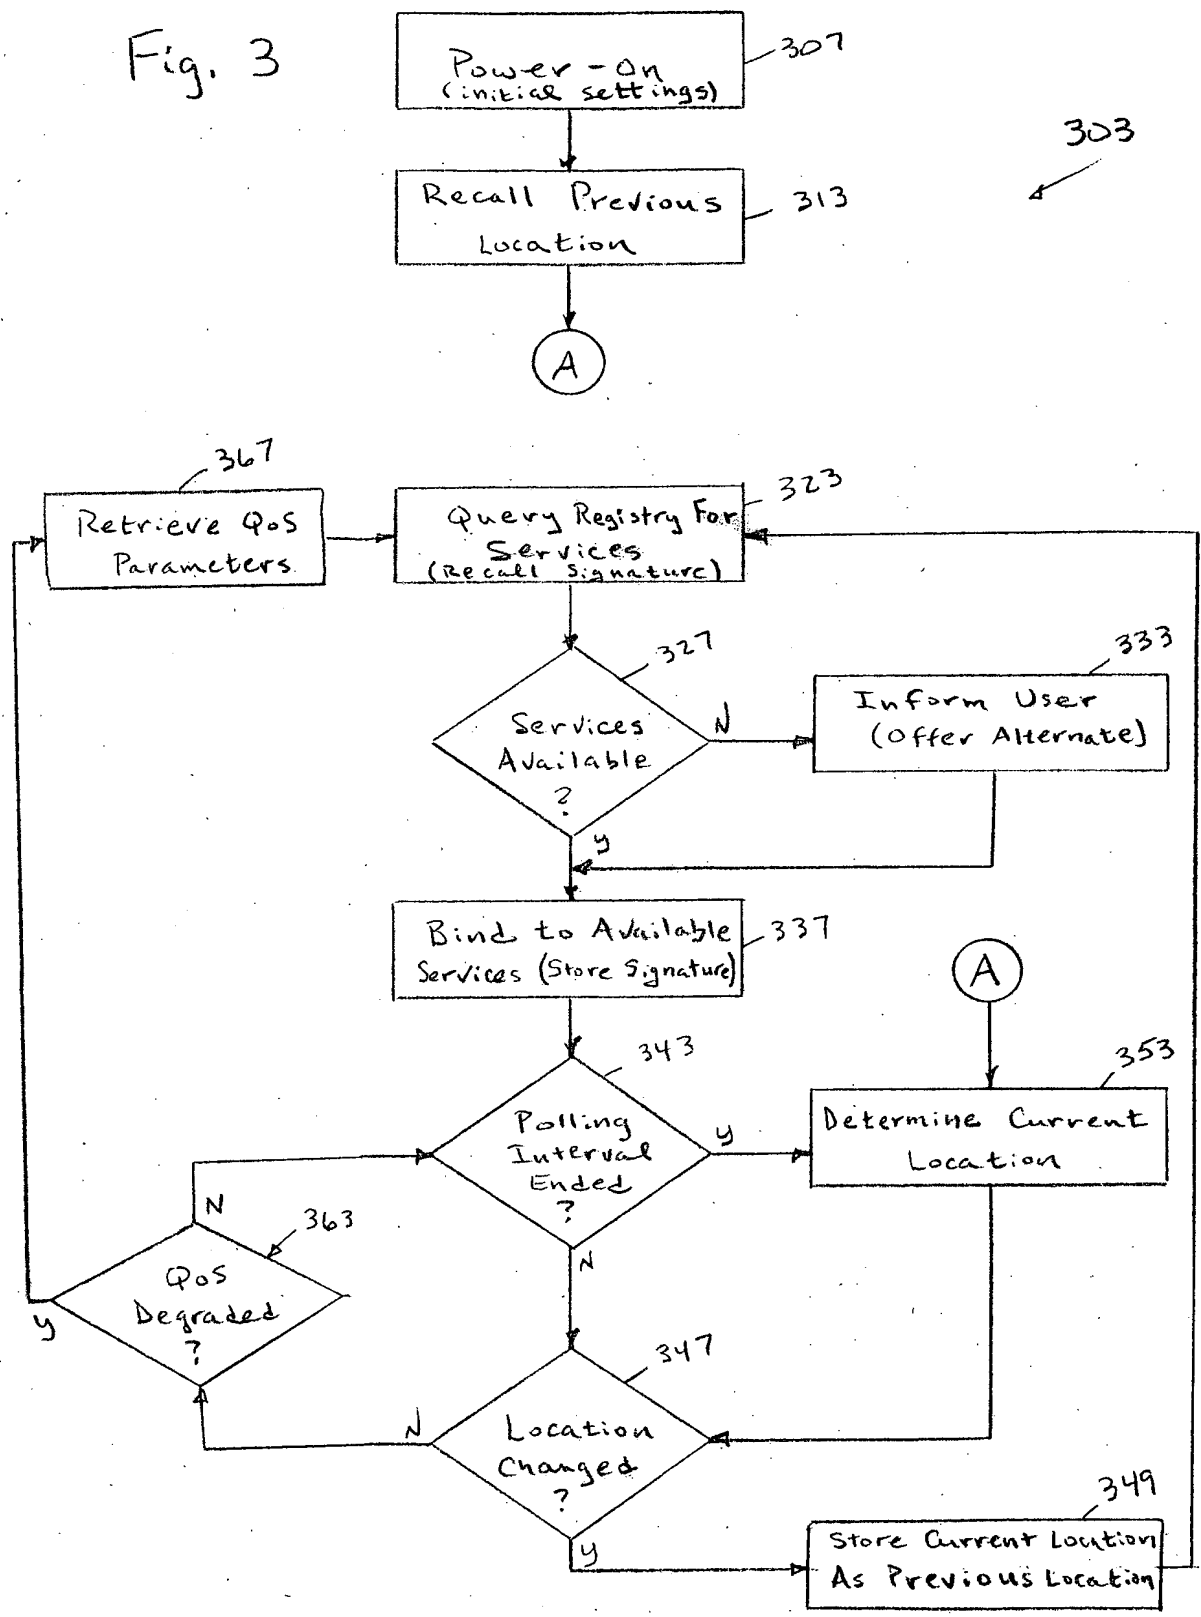 Fig. 3
Power-On
(initial settings)
307
303
Recall Previous
Location
313
A
367
Retrieve QoS
Parameters
Query Registry For
Services
(Recall Signature)
323
327
Services
Available
?
N
y
333
Inform User
(Offer Alternate)
Bind to Available
Services (Store Signature)
337
A
343
Polling
Interval
Ended
?
y
N
353
Determine Current
Location
N
363
QoS
Degraded
?
y
347
Location
Changed
?
N
y
349
Store Current Location
As Previous Location